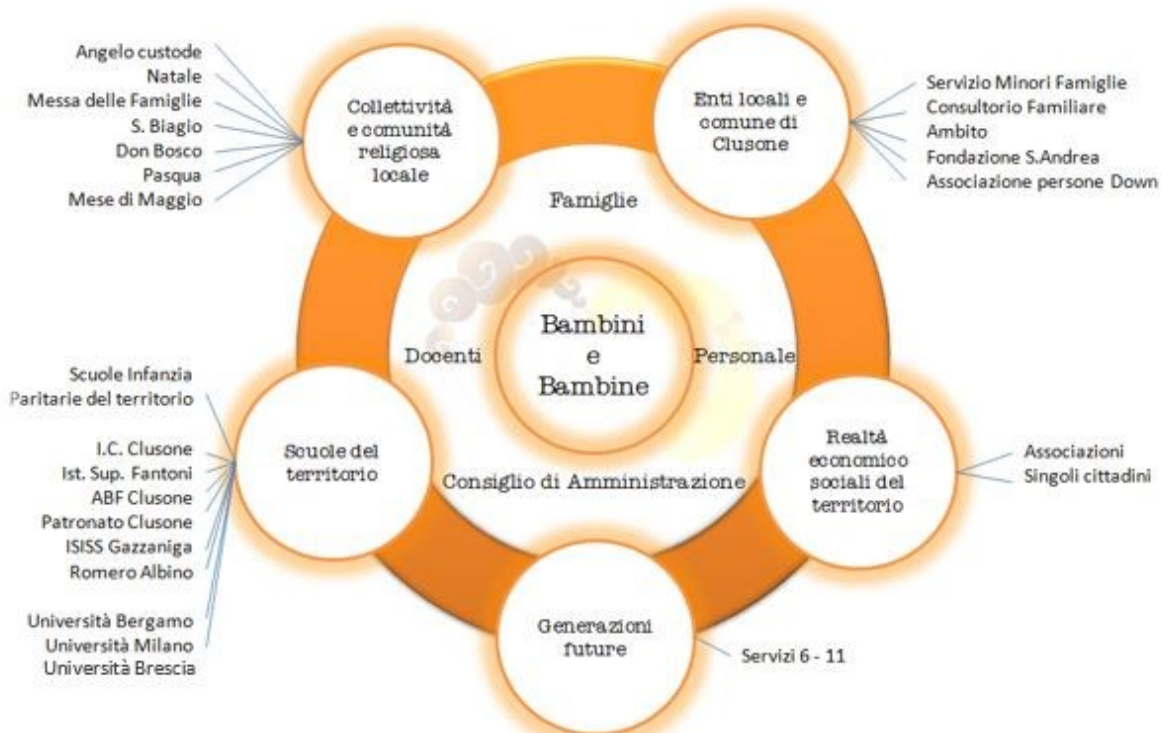 Angelo custode
Natale
Messa delle Famiglie
S. Biagio
Don Bosco
Pasqua
Mese di Maggio
Collettività
e comunità
religiosa
locale
Enti locali e
comune di
Clusone
Servizio Minori Famiglie
Consultorio Familiare
Ambito
Fondazione S.Andrea
Associazione persone Down
Famiglie
Bambini
e
Bambine
Docenti
Personale
Consiglio di Amministrazione
Scuole Infanzia
Paritarie del territorio
I.C. Clusone
Ist. Sup. Fantoni
ABF Clusone
Patronato Clusone
ISISS Gazzaniga
Romero Albino
Università Bergamo
Università Milano
Università Brescia
Scuole del
territorio
Realtà
economico
sociali del
territorio
Associazioni
Singoli cittadini
Generazioni
future
Servizi 6 - 11